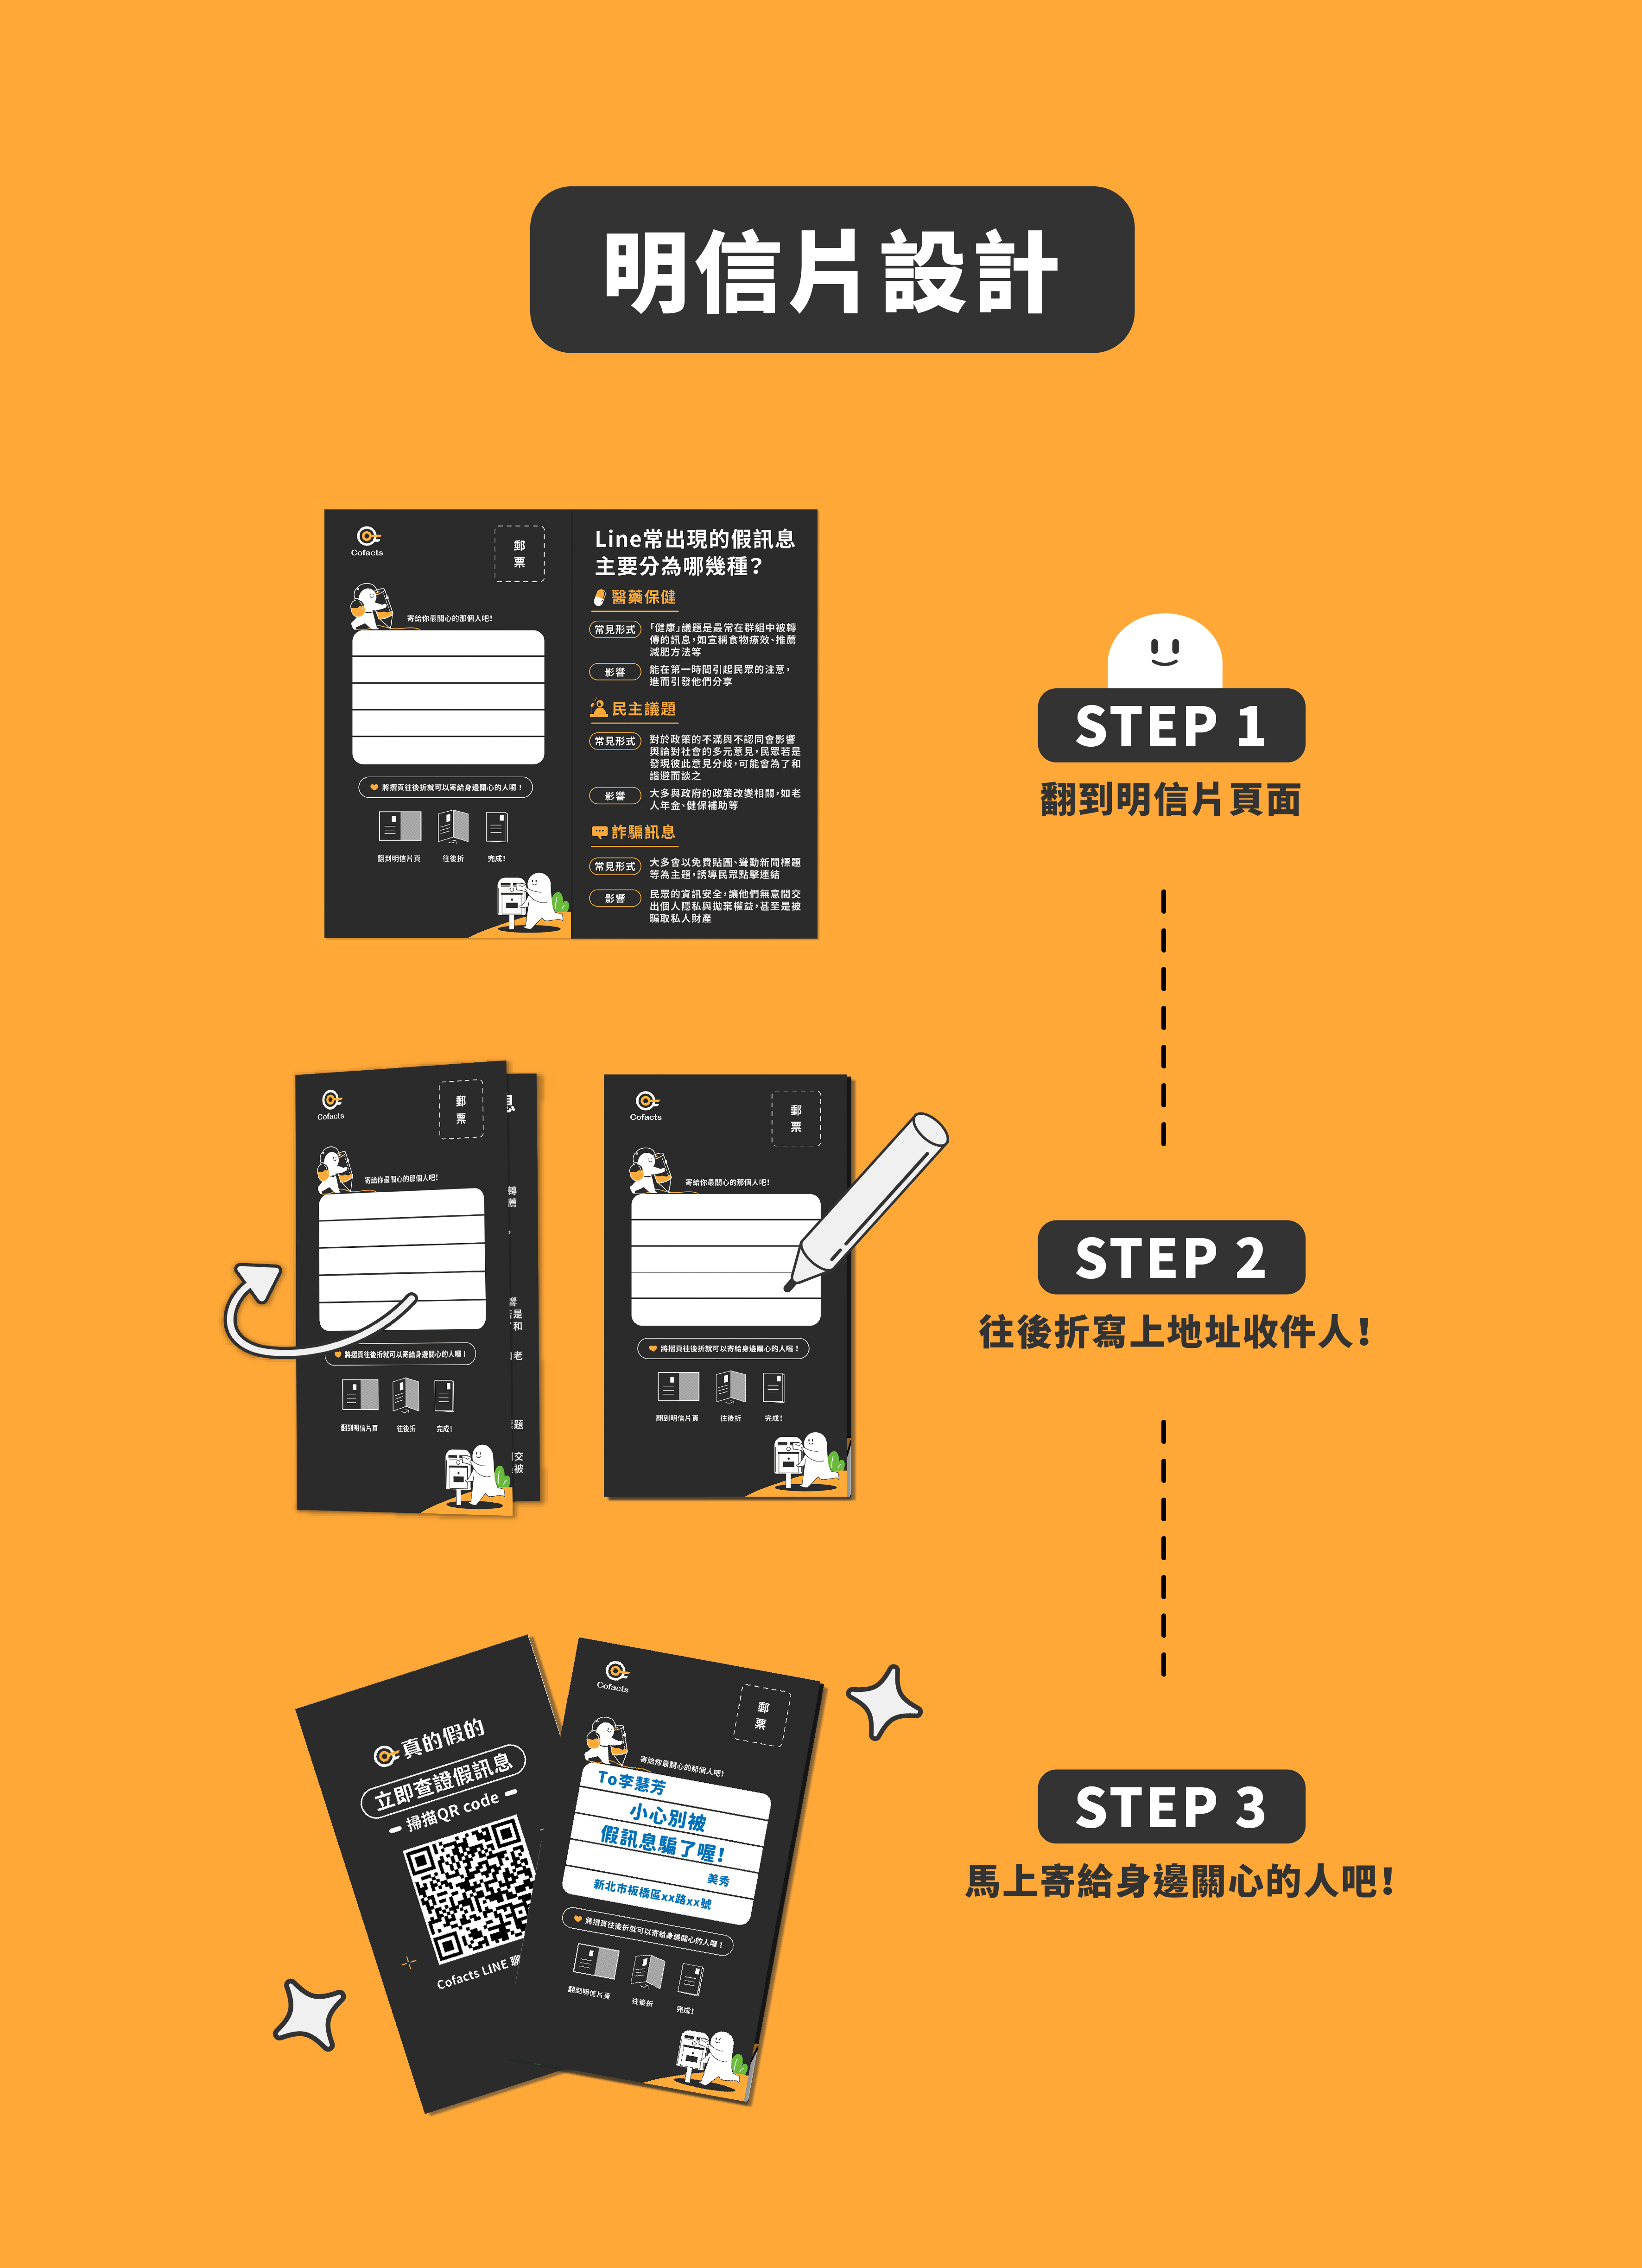 明信片設計
Cofacts
郵
票
寄給你最關心的那個人吧!
將摺頁往後折就可以寄給身邊關心的人囉!
翻到明信片頁
往後折
完成!
Line常出現的假訊息
主要分為哪幾種?
醫藥保健
常見形式
「健康」議題是最常在群組中被轉
傳的訊息,如宣稱食物療效、推薦
減肥方法等
影響
能在第一時間引起民眾的注意,
進而引發他們分享
民主議題
常見形式
對於政策的不滿與不認同會影響
輿論對社會的多元意見,民眾若是
發現彼此意見分歧,可能會為了和
諧避而談之
影響
大多與政府的政策改變相關,如老
人年金、健保補助等
詐騙訊息
常見形式
大多會以免費貼圖、聳動新聞標題
等為主題,誘導民眾點擊連結
影響
民眾的資訊安全,讓他們無意間交
出個人隱私與拋棄權益,甚至是被
騙取私人財產
STEP 1
翻到明信片頁面
Cofacts
郵
票
寄給你最關心的那個人吧!
將摺頁往後折就可以寄給身邊關心的人囉!
翻到明信片頁
往後折
完成!
息
轉
薦
,
響
是
和
老
題
交
被
Cofacts
郵
票
寄給你最關心的那個人吧!
將摺頁往後折就可以寄給身邊關心的人囉!
翻到明信片頁
往後折
完成!
STEP 2
往後折寫上地址收件人!
真的假的
立即查證假訊息
掃描QR code
Cofacts LINE 聊
Cofacts
郵
票
寄給你最關心的那個人吧!
To李慧芳
小心別被
假訊息騙了喔!
美秀
新北市板橋區xx路xx號
將摺頁往後折就可以寄給身邊關心的人囉!
翻到明信片頁
往後折
完成!
STEP 3
馬上寄給身邊關心的人吧!